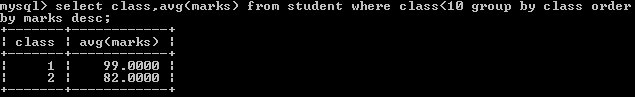 mysql> select class,avg(marks) from student where class<10 group by class order
by marks desc;
+-------+------------+
| class | avg(marks) |
+-------+------------+
|     1 |    99.0000 |
|     2 |    82.0000 |
+-------+------------+